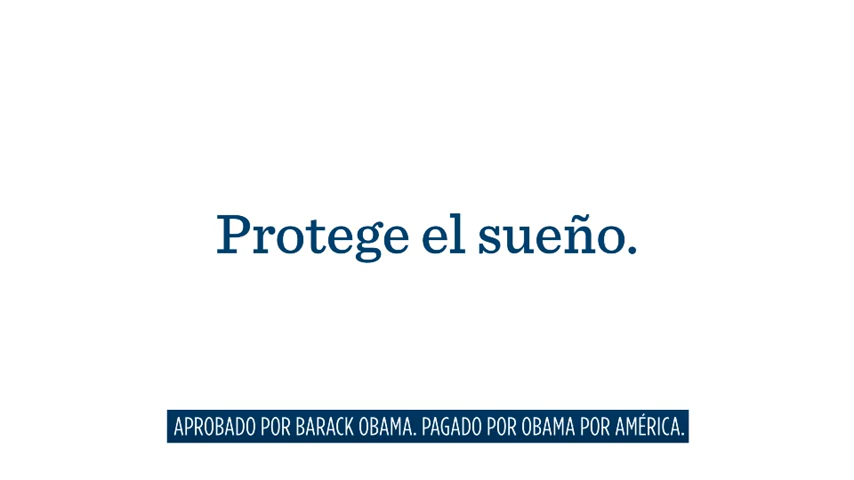 Protege el sueño.
APROBADO POR BARACK OBAMA. PAGADO POR OBAMA POR AMÉRICA.